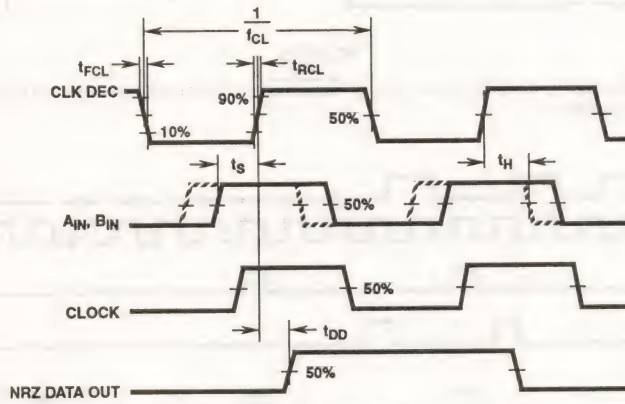 1
fCL
tFCL
tRCL
CLK DEC
90%
10%
50%
tS
tH
AIN, BIN
50%
CLOCK
50%
tDD
NRZ DATA OUT
50%